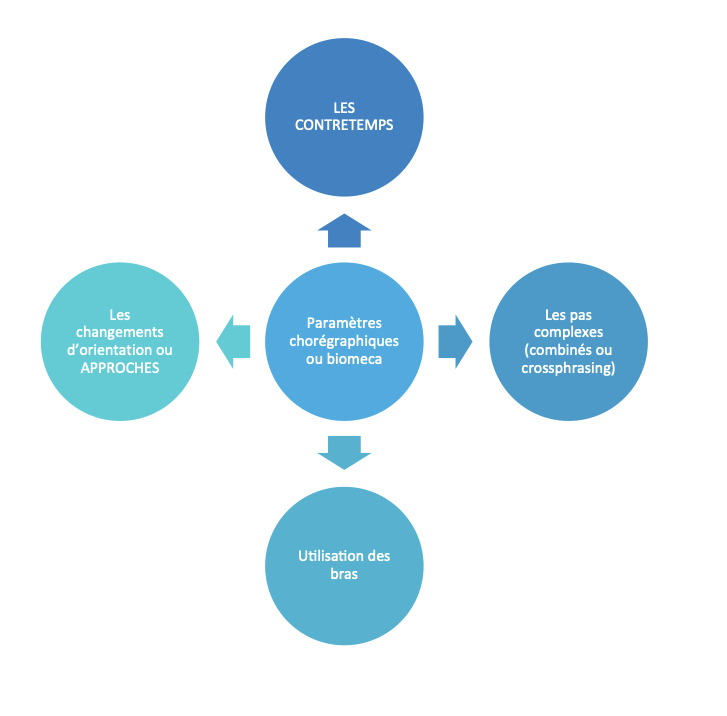 LES
CONTRETEMPS
Les
changements
d’orientation ou
APPROCHES
Paramètres
chorégraphiques
ou biomeca
Les pas
complexes
(combinés ou
crossphrasing)
Utilisation des
bras